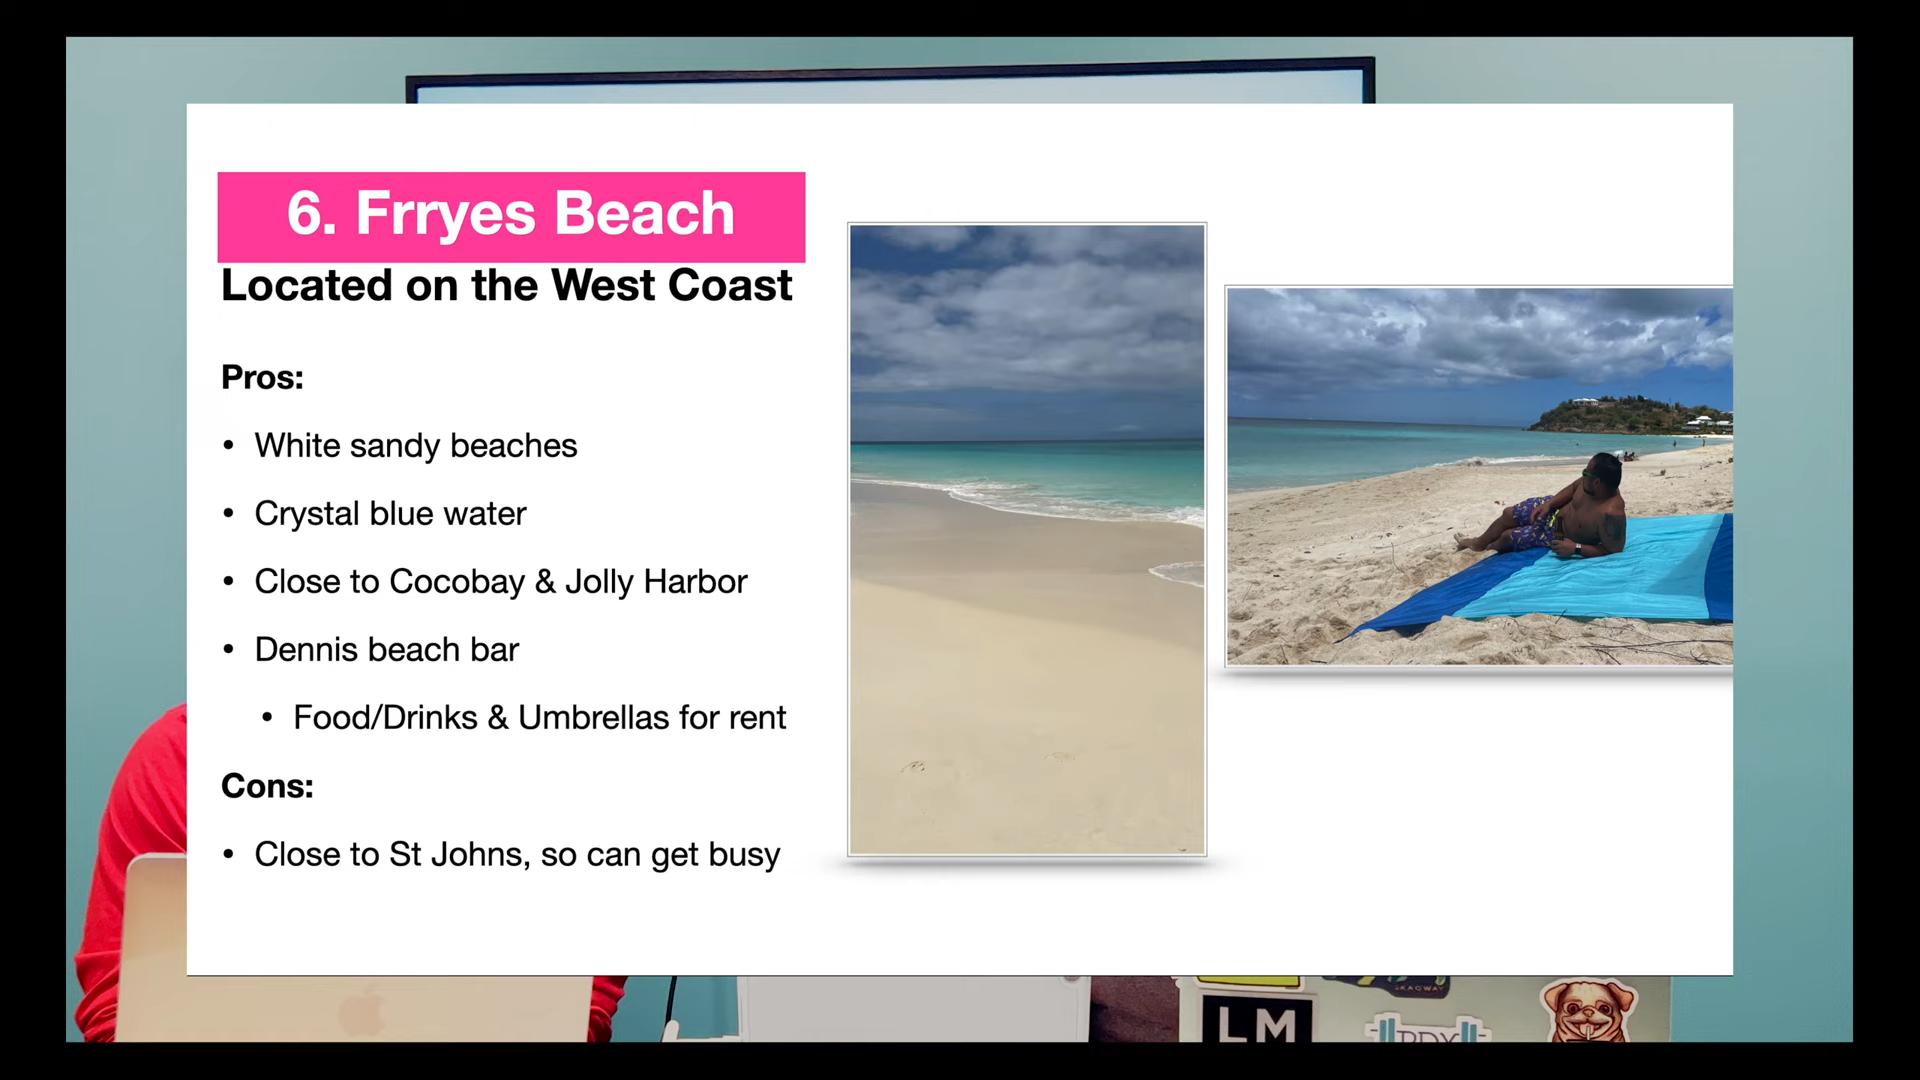 6. Frryes Beach
Located on the West Coast
Pros:
• White sandy beaches
• Crystal blue water
• Close to Cocobay & Jolly Harbor
• Dennis beach bar
• Food/Drinks & Umbrellas for rent
Cons:
• Close to St Johns, so can get busy
SKAGWAY
LM
PDX